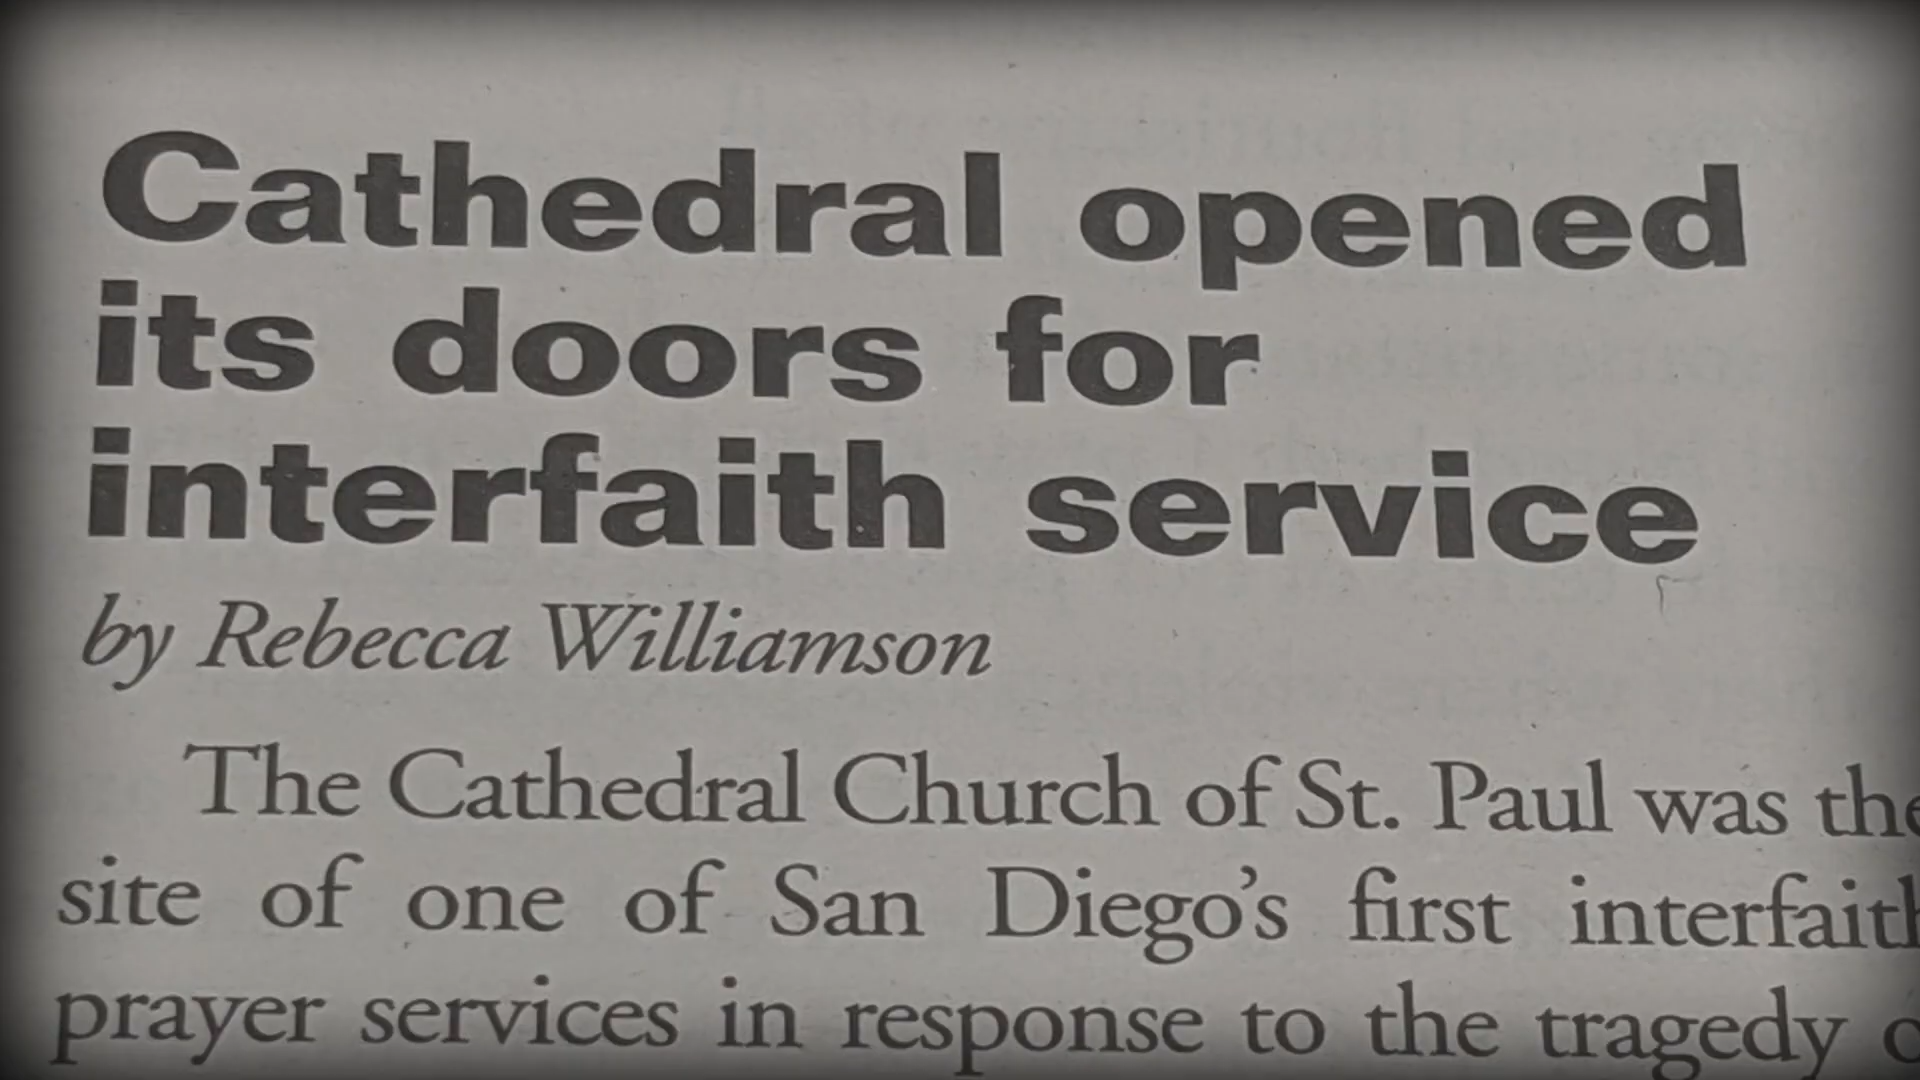 Cathedral opened
its doors for
interfaith service
by Rebecca Williamson
The Cathedral Church of St. Paul was the
site of one of San Diego's first interfaith
prayer services in response to the tragedy